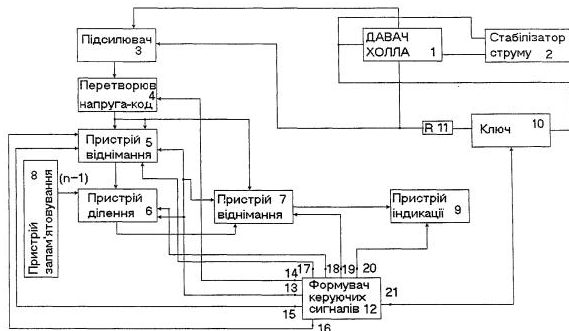 Підсилювач
3
ДАВАЧ
ХОЛЛА
1
Стабілізатор
струму 2
Перетворюв
напруга-код
4
R 11
Ключ
10
Пристрій 5
віднімання
8
Пристрій
запам'ятовування
(n-1)
Пристрій
ділення 6
Пристрій 7
віднімання
Пристрій
індикації 9
14
17
18
19
20
13
Формувач
керуючих
сигналів 12
21
15
16